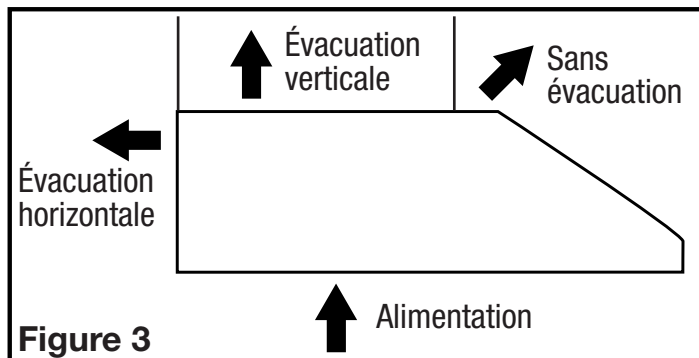 Évacuation
verticale
Sans
évacuation
Évacuation
horizontale
Alimentation
Figure 3